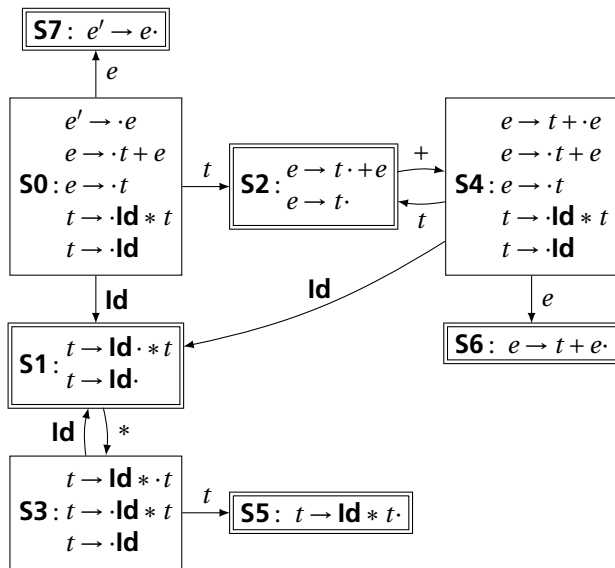 S7: e′ → e·
e
S0:
e′ → ·e
e → ·t + e
e → ·t
t → ·Id * t
t → ·Id
t
S2:
e → t· + e
e → t·
+
t
S4:
e → t + ·e
e → ·t + e
e → ·t
t → ·Id * t
t → ·Id
Id
Id
e
S1:
t → Id· * t
t → Id·
S6: e → t + e·
Id
*
S3:
t → Id * ·t
t → ·Id * t
t → ·Id
t
S5: t → Id * t·